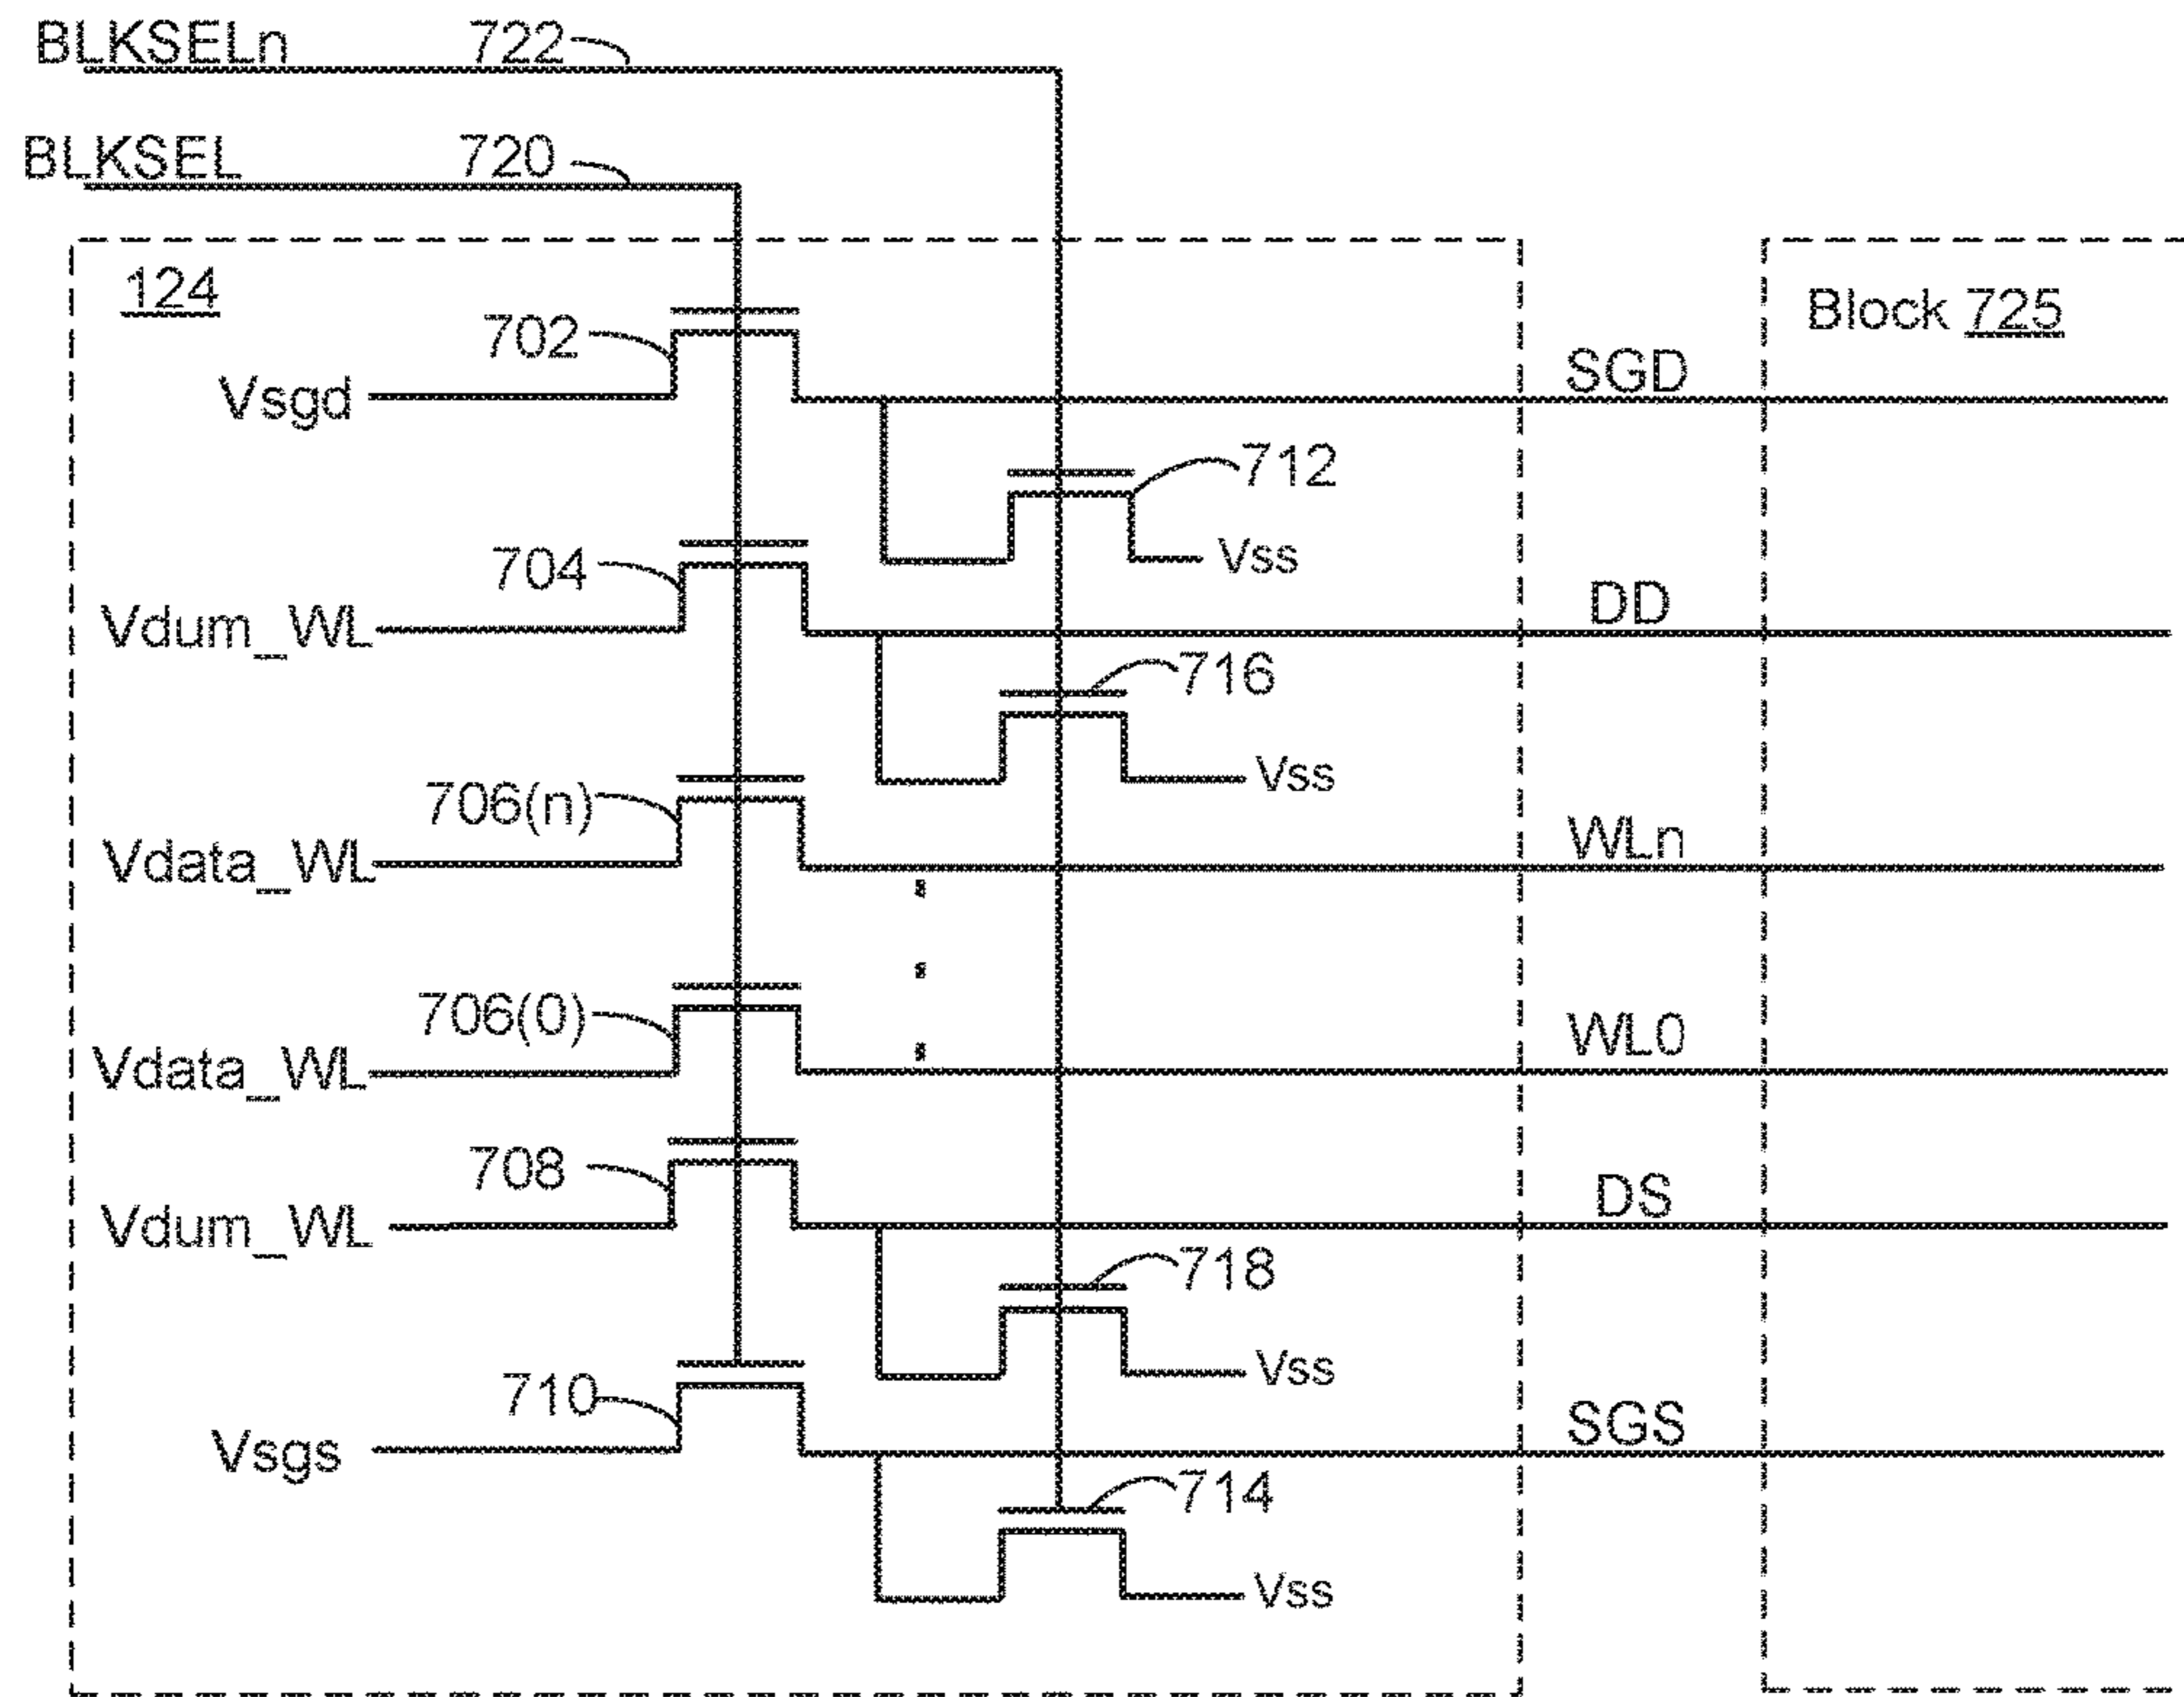 BLKSELn 722
BLKSEL 720
124
Block 725
702
Vsgd
SGD
712
Vss
704
Vdum_WL
DD
716
Vss
706(n)
Vdata_WL
WLn
706(0)
Vdata_WL
WL0
708
Vdum_WL
DS
718
Vss
710
Vsgs
SGS
714
Vss